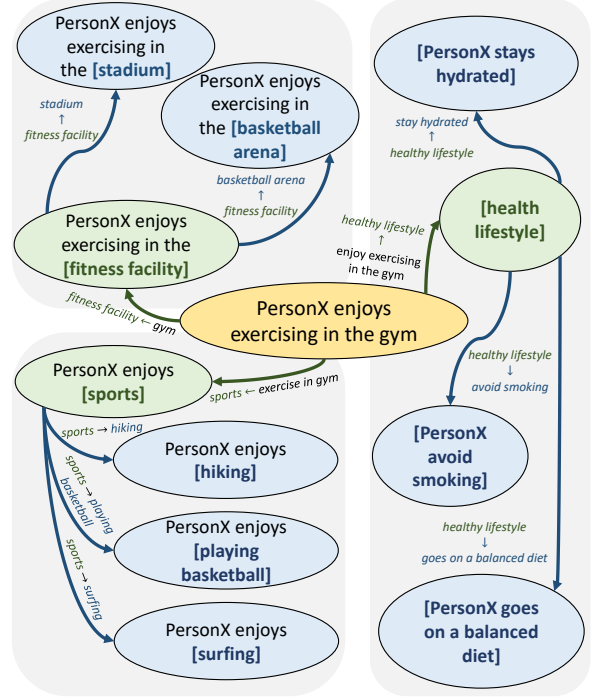 PersonX enjoys
exercising in
the [stadium]
PersonX enjoys
exercising in
the [basketball
arena]
stadium
↑
fitness facility
basketball arena
↑
fitness facility
PersonX enjoys
exercising in the
[fitness facility]
fitness facility ← gym
[PersonX stays
hydrated]
stay hydrated
↑
healthy lifestyle
[health
lifestyle]
healthy lifestyle
↑
enjoy exercising
in the gym
PersonX enjoys
exercising in the gym
PersonX enjoys
[sports]
sports ← exercise in gym
sports → hiking
PersonX enjoys
[hiking]
sports → playing
basketball
PersonX enjoys
[playing
basketball]
sports → surfing
PersonX enjoys
[surfing]
healthy lifestyle
↓
avoid smoking
[PersonX
avoid
smoking]
healthy lifestyle
↓
goes on a balanced diet
[PersonX goes
on a balanced
diet]